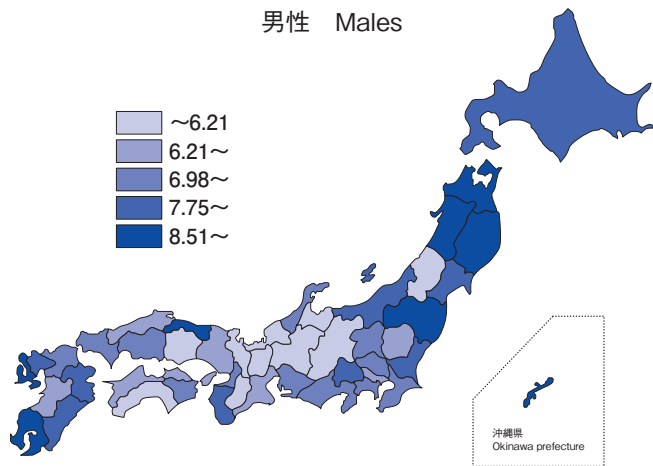 男性　Males
～6.21
6.21～
6.98～
7.75～
8.51～
沖縄県
Okinawa prefecture